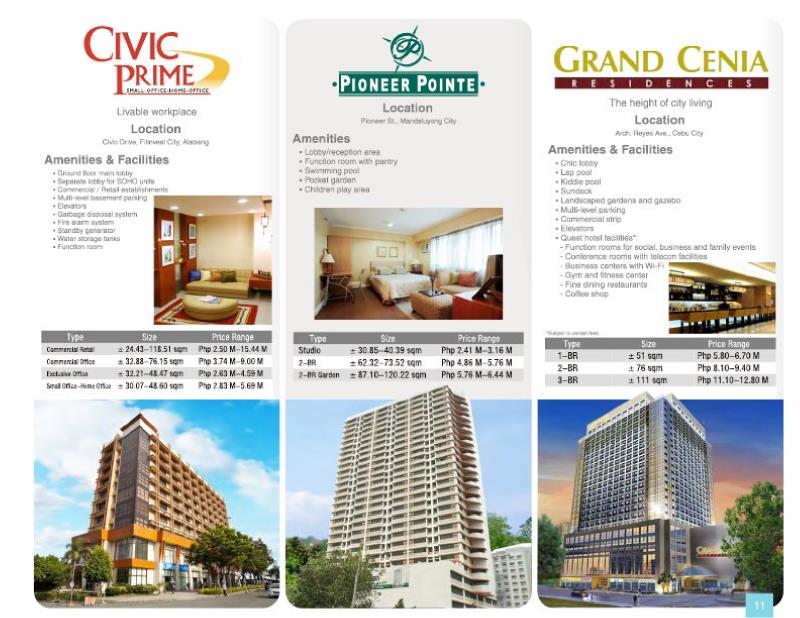 CIVIC
PRIME
SMALL-OFFICE-HOME-OFFICE
Livable workplace
Location
Civic Drive, Filinvest City, Alabang
Amenities & Facilities
• Ground floor main lobby
• Separate lobby for SOHO units
• Commercial / Retail establishments
• Multi-level basement parking
• Elevators
• Garbage disposal system
• Fire alarm system
• Standby generator
• Water storage tanks
• Function room
Type Size Price Range
Commercial Retail ± 24.43–118.51 sqm Php 2.50 M–15.44 M
Commercial Office ± 32.88–76.15 sqm Php 3.74 M–9.00 M
Exclusive Office ± 32.21–48.47 sqm Php 2.63 M–4.59 M
Small Office-Home Office ± 30.07–48.60 sqm Php 2.83 M–5.69 M
PIONEER POINTE
Location
Pioneer St., Mandaluyong City
Amenities
• Lobby/reception area
• Function room with pantry
• Swimming pool
• Pocket garden
• Children play area
Type Size Price Range
Studio ± 30.85–40.39 sqm Php 2.41 M–3.16 M
2-BR ± 62.32–73.52 sqm Php 4.86 M–5.76 M
2-BR Garden ± 87.10–120.22 sqm Php 5.76 M–6.44 M
GRAND CENIA
RESIDENCES
The height of city living
Location
Arch. Reyes Ave., Cebu City
Amenities & Facilities
• Chic lobby
• Lap pool
• Kiddie pool
• Sundeck
• Landscaped gardens and gazebo
• Multi-level parking
• Commercial strip
• Elevators
• Quest hotel facilities*:
- Function rooms for social, business and family events
- Conference rooms with telecon facilities
- Business centers with Wi-Fi
- Gym and fitness center
- Fine dining restaurants
- Coffee shop
*Subject to certain fees
Type Size Price Range
1-BR ± 51 sqm Php 5.80–6.70 M
2-BR ± 76 sqm Php 8.10–9.40 M
3-BR ± 111 sqm Php 11.10–12.80 M
11